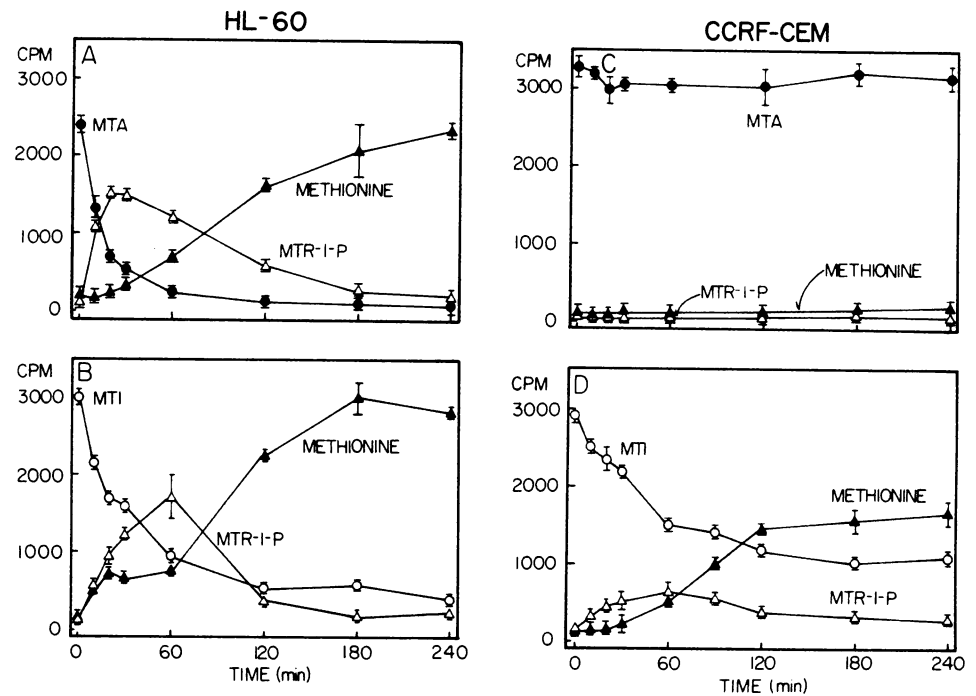 HL-60
CCRF-CEM
CPM
A
3000
2000
1000
0
MTA
METHIONINE
MTR-1-P
CPM
C
3000
2000
1000
0
MTA
METHIONINE
MTR-1-P
CPM
B
3000
2000
1000
0
MTI
METHIONINE
MTR-1-P
0 60 120 180 240
TIME (min)
CPM
D
3000
2000
1000
0
MTI
METHIONINE
MTR-1-P
0 60 120 180 240
TIME (min)